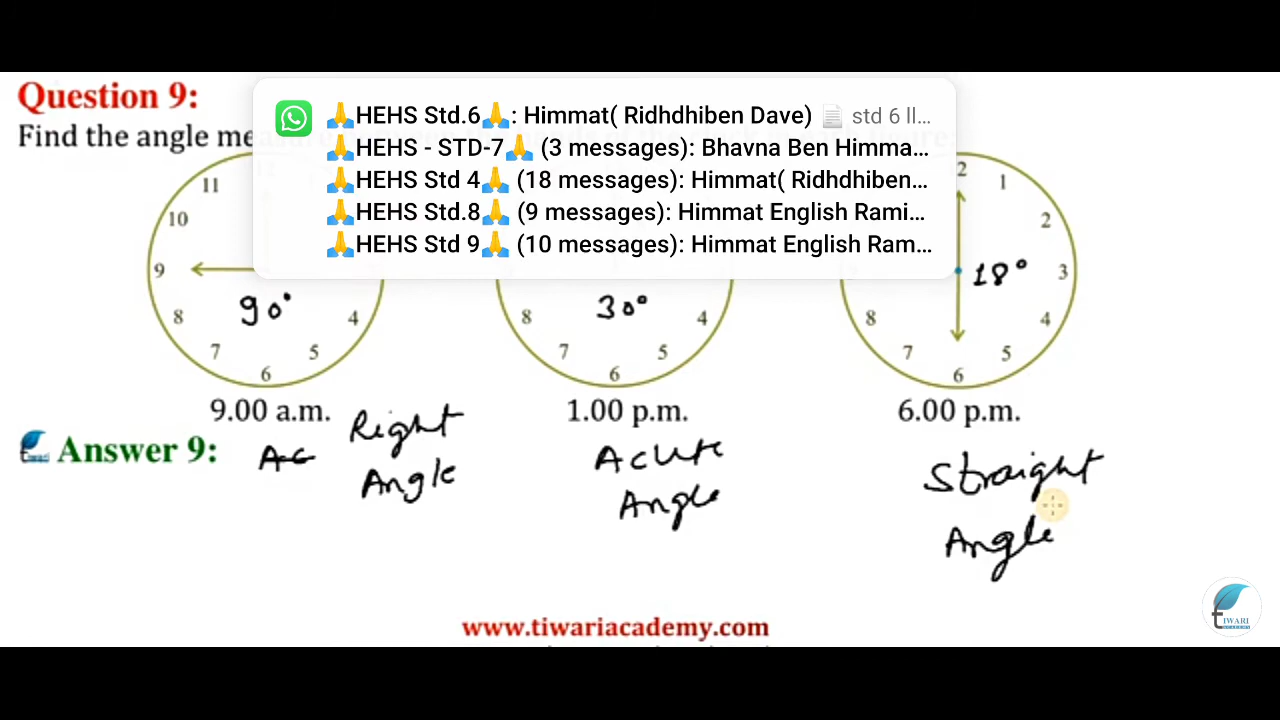 Question 9:
Find the angle me
🙏HEHS Std.6🙏: Himmat( Ridhdhiben Dave) 📄 std 6 ll...
🙏HEHS - STD-7🙏 (3 messages): Bhavna Ben Himma...
🙏HEHS Std 4🙏 (18 messages): Himmat( Ridhdhiben...
🙏HEHS Std.8🙏 (9 messages): Himmat English Rami...
🙏HEHS Std 9🙏 (10 messages): Himmat English Ram...
11
10
9
8
7
6
5
4
90°
8
7
6
5
4
30°
2
1
2
3
4
5
6
7
8
18°
9.00 a.m.
1.00 p.m.
6.00 p.m.
Answer 9:
Ac
Right
Angle
Acute
Angle
Straight
Angle
www.tiwariacademy.com
TIWARI
ACADEMY